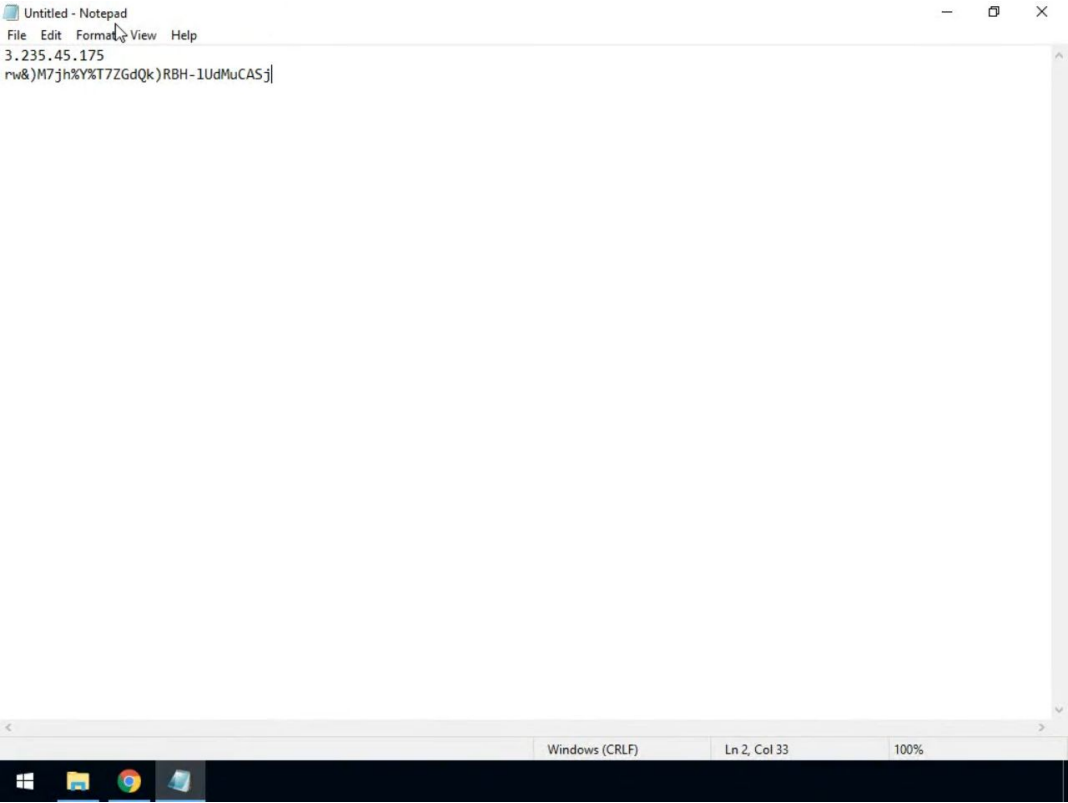 Untitled - Notepad
File Edit Format View Help
3.235.45.175
rw&)M7jh%Y%T7ZGdQk)RBH-lUdMuCASj
Windows (CRLF) Ln 2, Col 33 100%